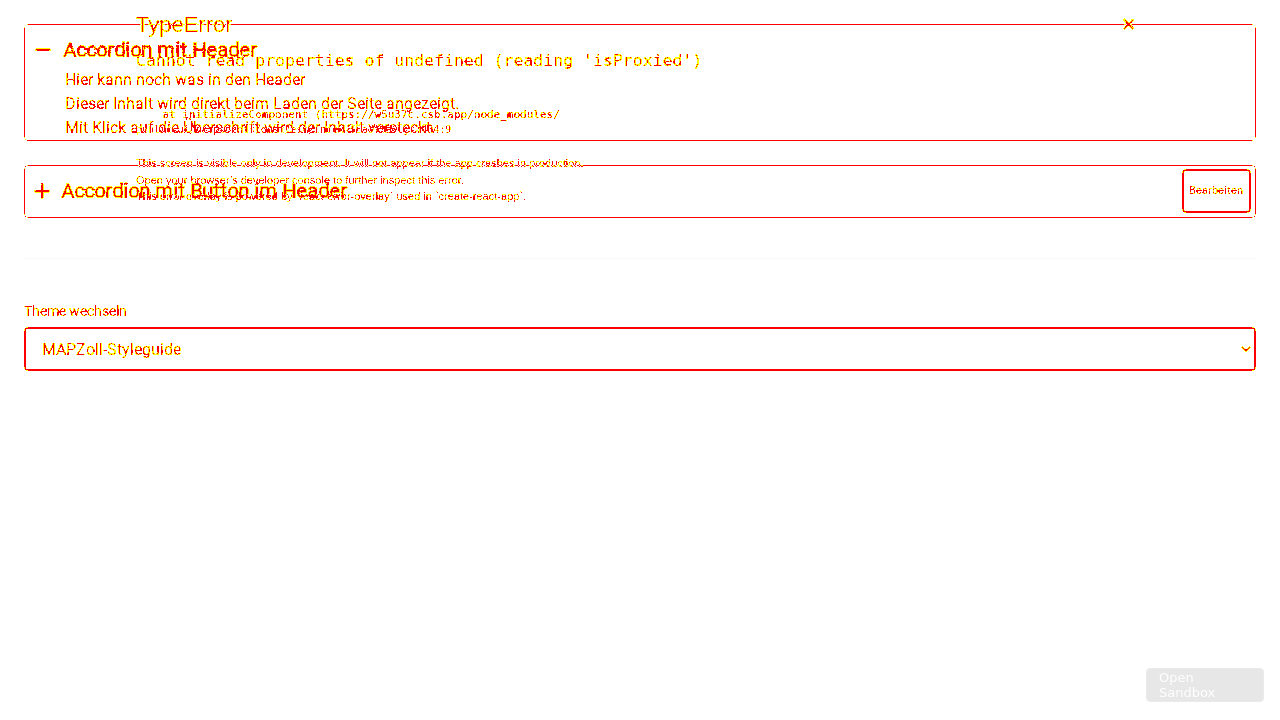 TypeError
×
Accordion mit Header
Cannot read properties of undefined (reading 'isProxied')
Hier kann noch was in den Header
Dieser Inhalt wird direkt beim Laden der Seite angezeigt.
at initializeComponent (https://w5u37t.csb.app/node_modules/
Mit Klick auf die Überschrift wird der Inhalt versteckt.
This screen is visible only in development. It will not appear if the app crashes in production.
Open your browser's developer console to further inspect this error.
Accordion mit Button im Header
Bearbeiten
This error overlay is powered by `react-error-overlay` used in `create-react-app`.
Theme wechseln
MAPZoll-Styleguide
Open
Sandbox